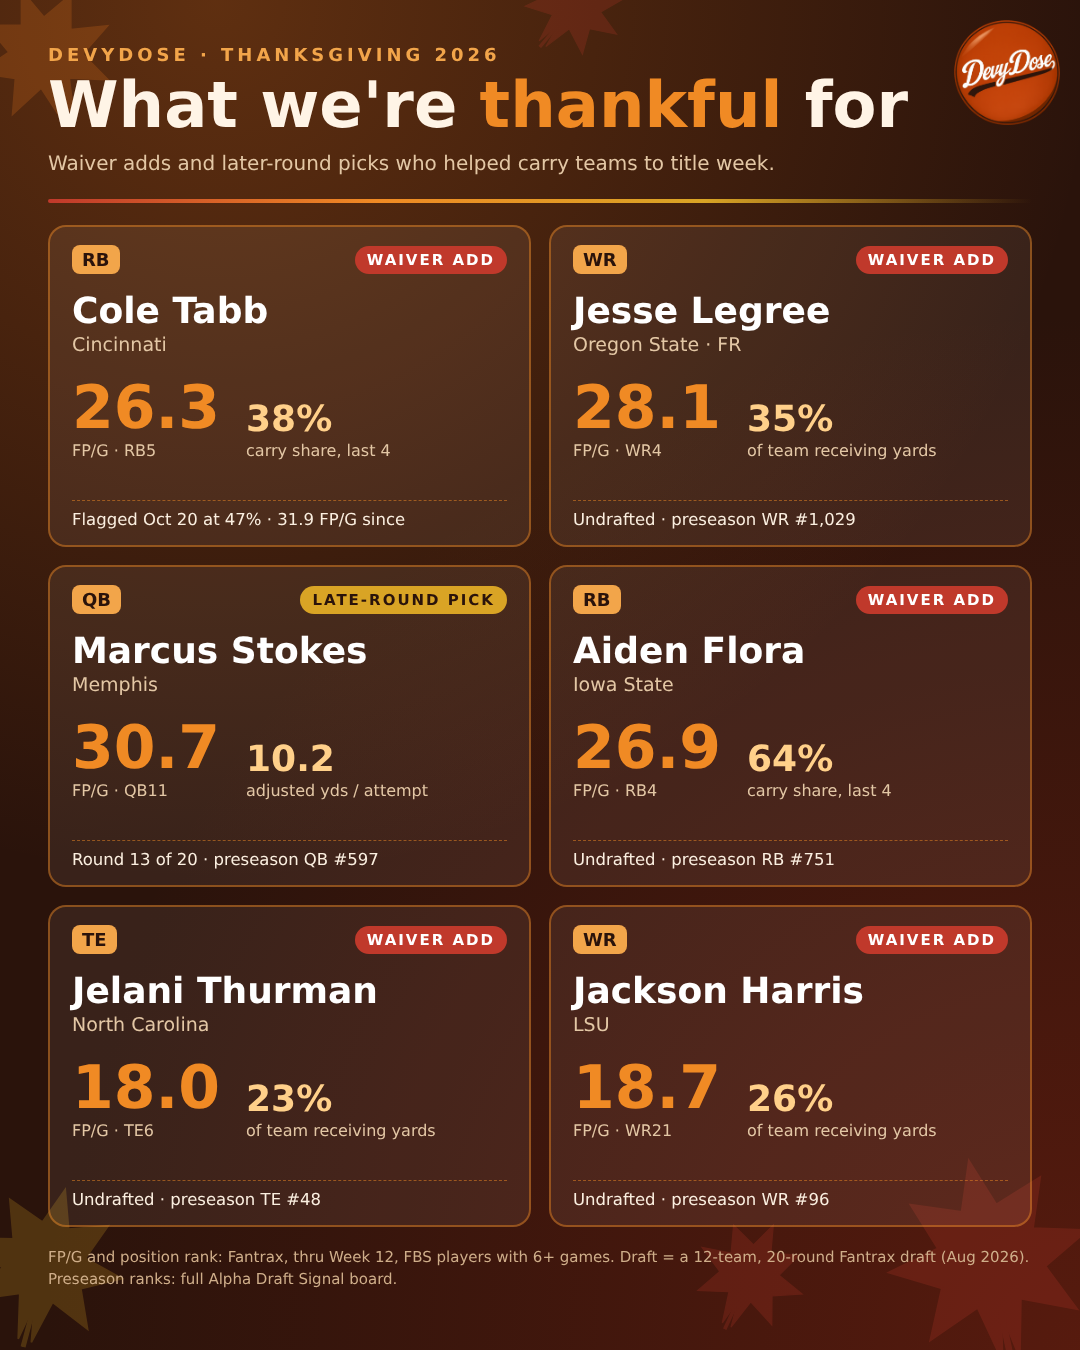 DEVYDOSE · THANKSGIVING 2026
What we're thankful for
DevyDose
Waiver adds and later-round picks who helped carry teams to title week.
RB
WAIVER ADD
Cole Tabb
Cincinnati
26.3
38%
FP/G · RB5
carry share, last 4
Flagged Oct 20 at 47% · 31.9 FP/G since
WR
WAIVER ADD
Jesse Legree
Oregon State · FR
28.1
35%
FP/G · WR4
of team receiving yards
Undrafted · preseason WR #1,029
QB
LATE-ROUND PICK
Marcus Stokes
Memphis
30.7
10.2
FP/G · QB11
adjusted yds / attempt
Round 13 of 20 · preseason QB #597
RB
WAIVER ADD
Aiden Flora
Iowa State
26.9
64%
FP/G · RB4
carry share, last 4
Undrafted · preseason RB #751
TE
WAIVER ADD
Jelani Thurman
North Carolina
18.0
23%
FP/G · TE6
of team receiving yards
Undrafted · preseason TE #48
WR
WAIVER ADD
Jackson Harris
LSU
18.7
26%
FP/G · WR21
of team receiving yards
Undrafted · preseason WR #96
FP/G and position rank: Fantrax, thru Week 12, FBS players with 6+ games. Draft = a 12-team, 20-round Fantrax draft (Aug 2026).
Preseason ranks: full Alpha Draft Signal board.